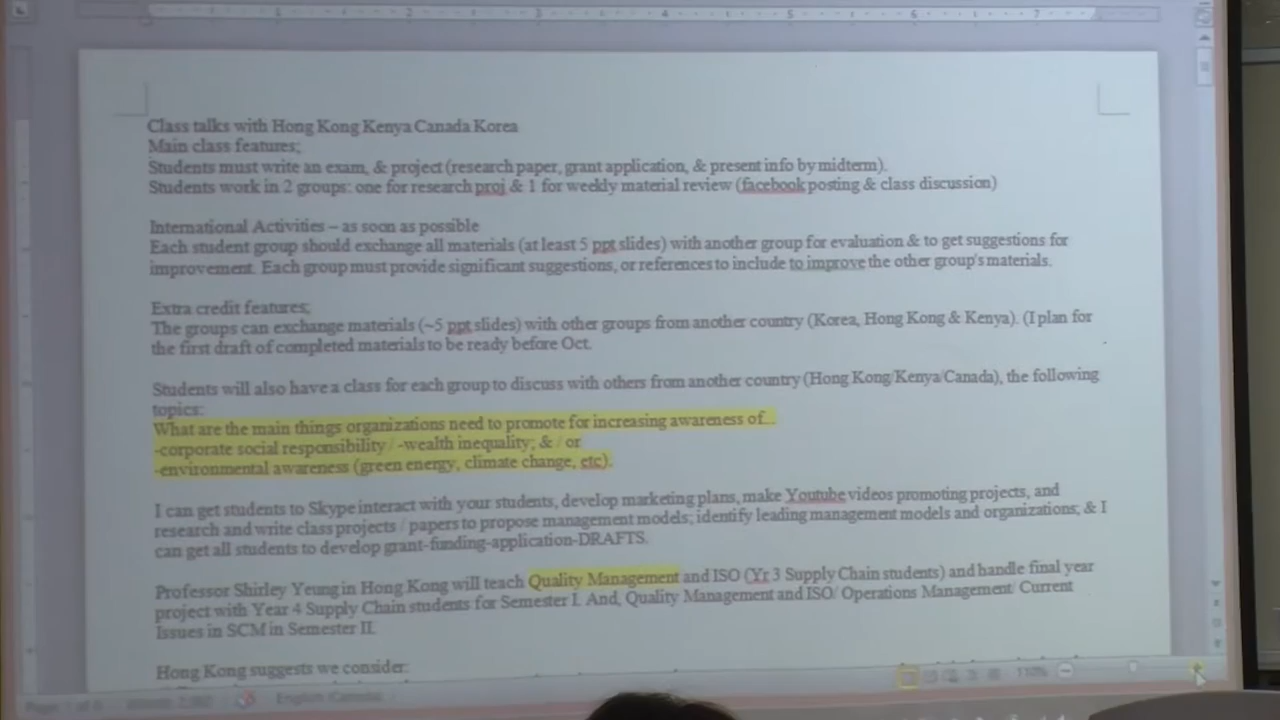 Class talks with Hong Kong Kenya Canada Korea
Main class features;
Students must write an exam, & project (research paper, grant application, & present info by midterm).
Students work in 2 groups: one for research proj & 1 for weekly material review (facebook posting & class discussion)
International Activities – as soon as possible
Each student group should exchange all materials (at least 5 ppt slides) with another group for evaluation & to get suggestions for
improvement. Each group must provide significant suggestions, or references to include to improve the other group's materials.
Extra credit features;
The groups can exchange materials (~5 ppt slides) with other groups from another country (Korea, Hong Kong & Kenya). (I plan for
the first draft of completed materials to be ready before Oct.
Students will also have a class for each group to discuss with others from another country (Hong Kong/Kenya/Canada), the following
topics:
What are the main things organizations need to promote for increasing awareness of...
-corporate social responsibility / -wealth inequality; & / or
-environmental awareness (green energy, climate change, etc).
I can get students to Skype interact with your students, develop marketing plans, make Youtube videos promoting projects, and
research and write class projects / papers to propose management models; identify leading management models and organizations; & I
can get all students to develop grant-funding-application-DRAFTS.
Professor Shirley Yeung in Hong Kong will teach Quality Management and ISO (Yr 3 Supply Chain students) and handle final year
project with Year 4 Supply Chain students for Semester I. And, Quality Management and ISO/ Operations Management/ Current
Issues in SCM in Semester II.
Hong Kong suggests we consider:
English (Canada)
110%